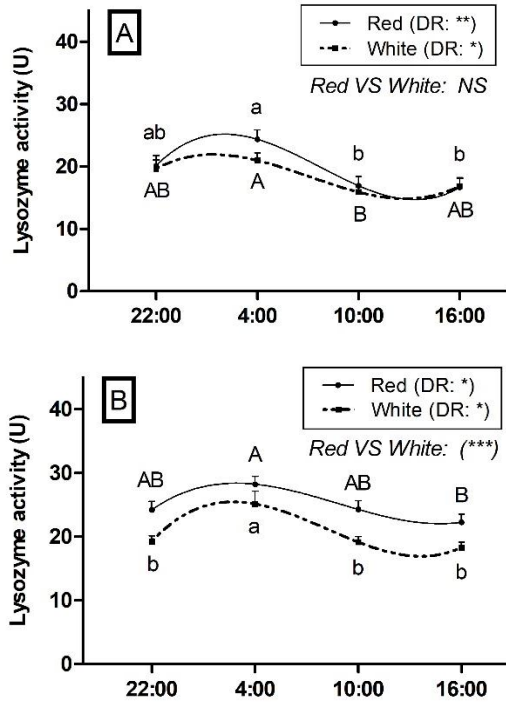 A
Red (DR: **)
White (DR: *)
Red VS White: NS
Lysozyme activity (U)
40
30
20
10
0
ab
a
b
b
AB
A
B
AB
22:00
4:00
10:00
16:00
B
Red (DR: *)
White (DR: *)
Red VS White: (***)
Lysozyme activity (U)
40
30
20
10
0
AB
A
AB
B
b
a
b
b
22:00
4:00
10:00
16:00